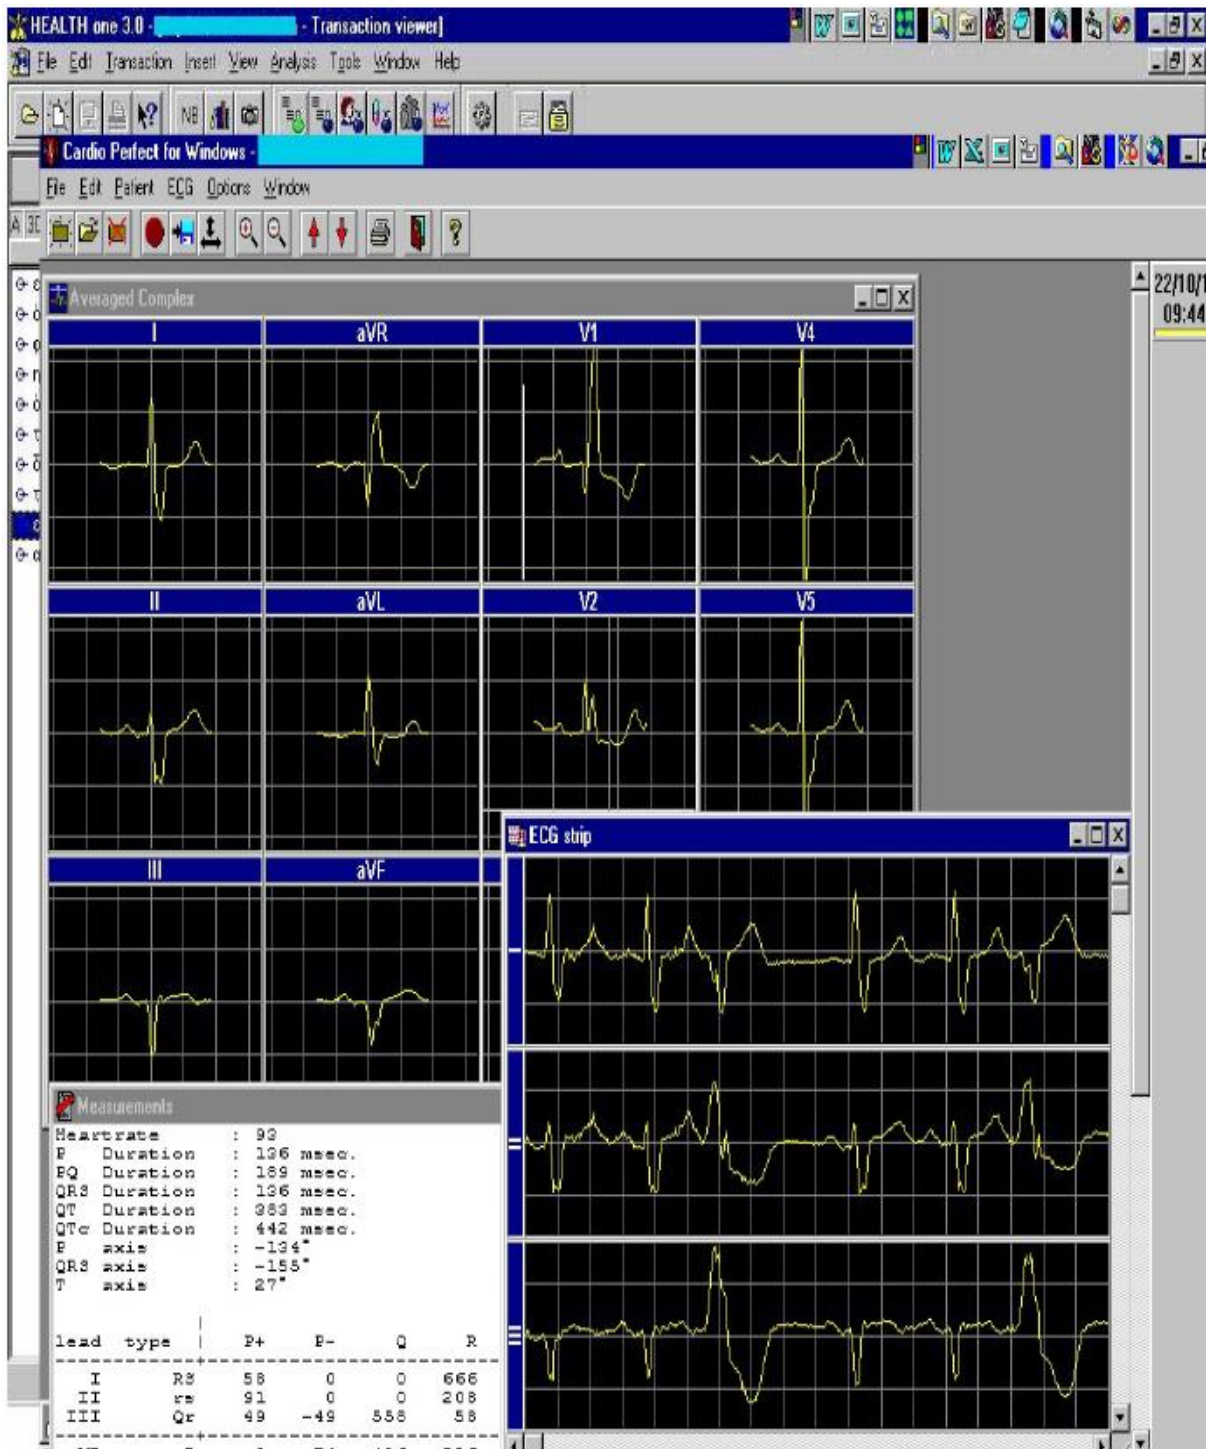 HEALTH one 3.0 - - Transaction viewer]
File Edit Transaction Insert View Analysis Tools Window Help
NB
Cardio Perfect for Windows -
File Edit Patient ECG Options Window
A 3D
22/10/1
09:44
Averaged Complex
I aVR V1 V4
II aVL V2 V5
III aVF
ECG strip
Measurements
Heartrate : 93
P Duration : 136 msec.
PQ Duration : 189 msec.
QRS Duration : 136 msec.
QT Duration : 383 msec.
QTc Duration : 442 msec.
P axis : -134°
QRS axis : -155°
T axis : 27°
lead type | P+ P- Q R
I RS 58 0 0 666
II rs 91 0 0 208
III Qr 49 -49 558 58